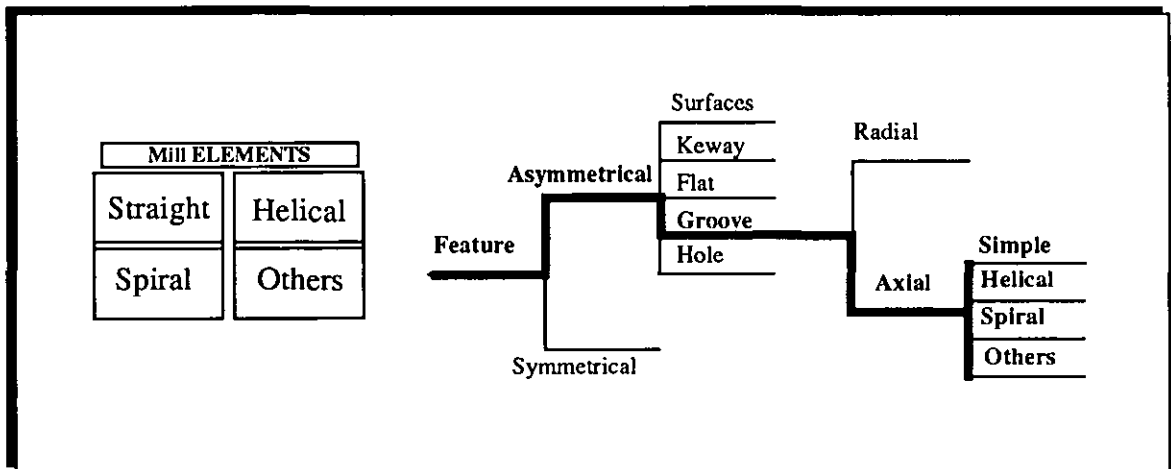 Mill ELEMENTS
Straight
Helical
Spiral
Others
Feature
Asymmetrical
Symmetrical
Surfaces
Keway
Flat
Groove
Hole
Radial
Axial
Simple
Helical
Spiral
Others